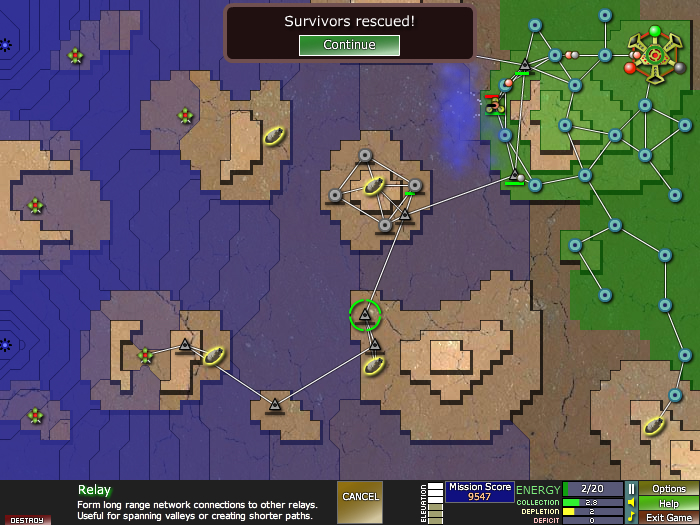 Survivors rescued!
Continue
Relay
Form long range network connections to other relays.
Useful for spanning valleys or creating shorter paths.
DESTROY
CANCEL
ELEVATION
Mission Score
9547
ENERGY 2/20
COLLECTION 2.8
DEPLETION 2
DEFICIT 0
Options
Help
Exit Game